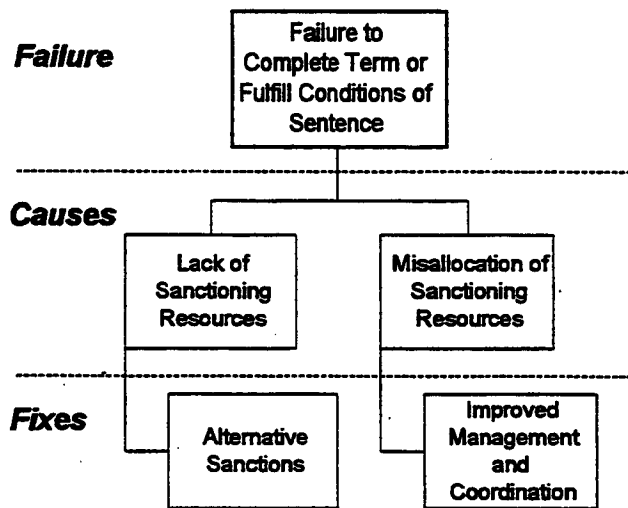 Failure
Failure to
Complete Term or
Fulfill Conditions of
Sentence
Causes
Lack of
Sanctioning
Resources
Misallocation of
Sanctioning
Resources
Fixes
Alternative
Sanctions
Improved
Management
and
Coordination